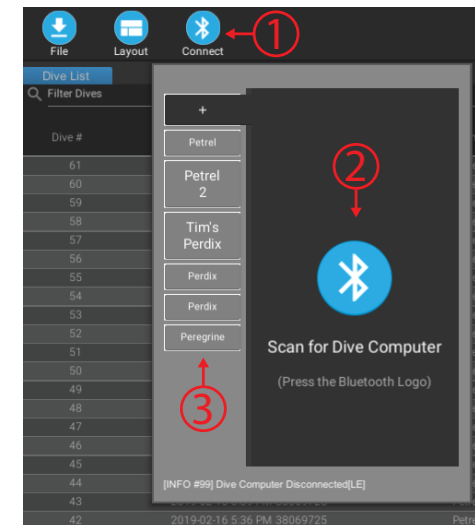 File
Layout
Connect
1
Dive List
Filter Dives
Dive #
61
60
59
58
57
56
55
54
53
52
51
50
49
48
47
46
45
44
43
42
+
Petrel
Petrel
2
Tim's
Perdix
Perdix
Perdix
Peregrine
3
2
Scan for Dive Computer
(Press the Bluetooth Logo)
[INFO #99] Dive Computer Disconnected[LE]
2019-02-16 5:36 PM 38069725